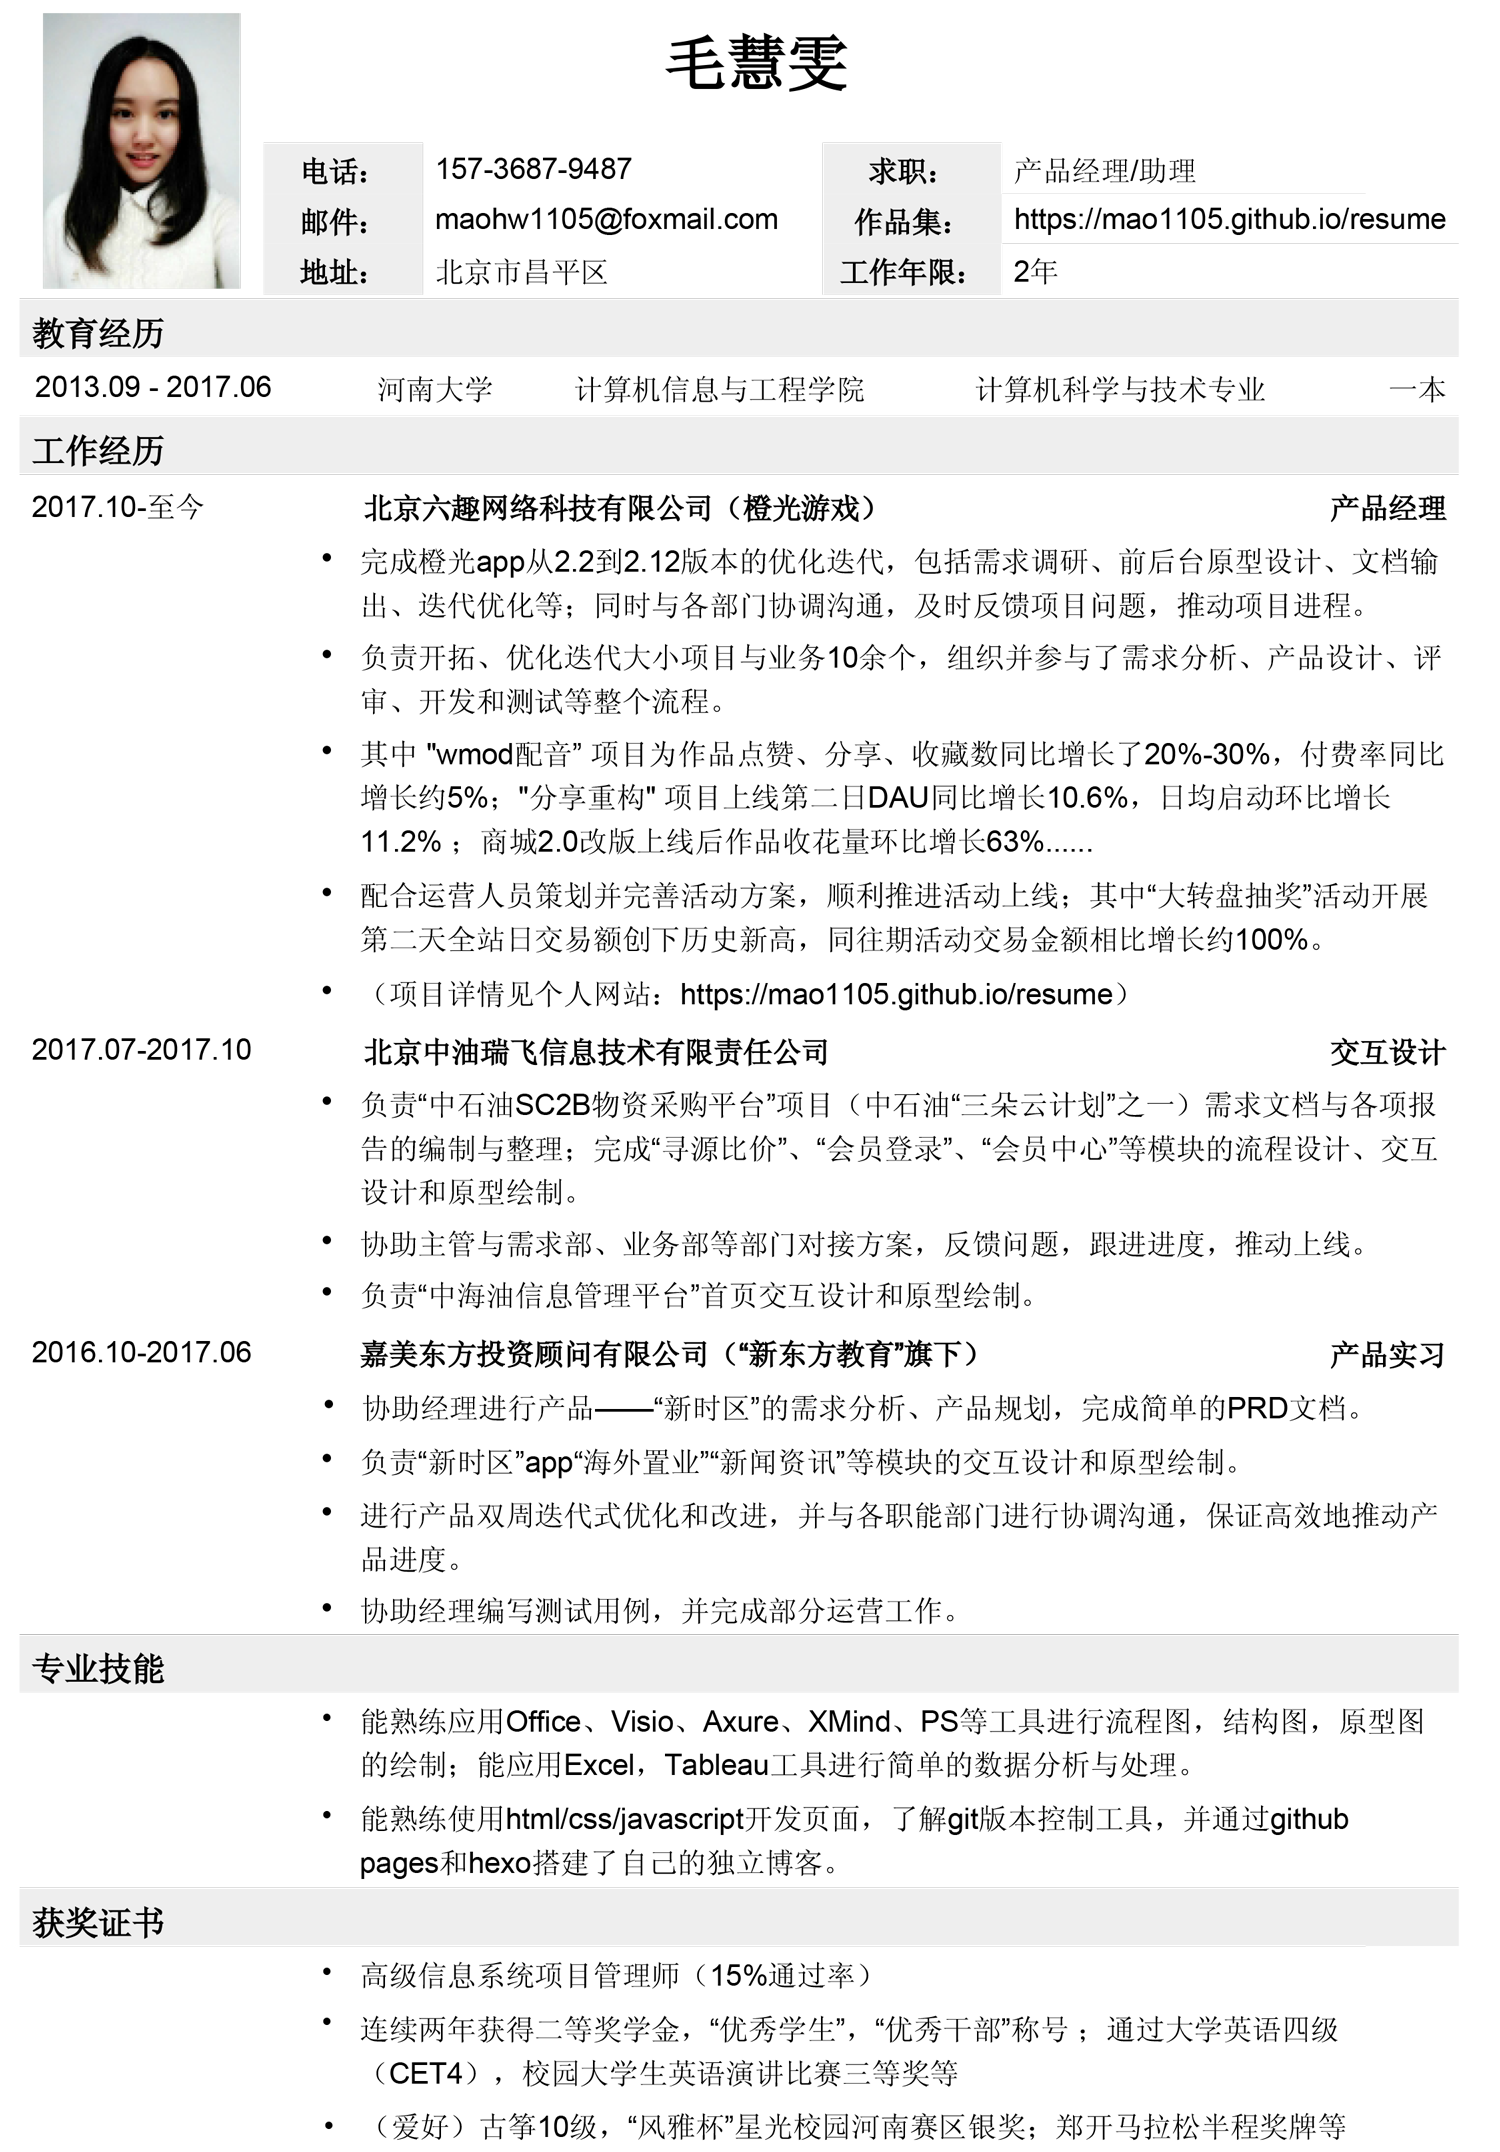 毛慧雯
电话： 157-3687-9487 求职： 产品经理/助理
邮件： maohw1105@foxmail.com 作品集： https://mao1105.github.io/resume
地址： 北京市昌平区 工作年限： 2年
教育经历
2013.09 - 2017.06 河南大学 计算机信息与工程学院 计算机科学与技术专业 一本
工作经历
2017.10-至今 北京六趣网络科技有限公司（橙光游戏） 产品经理
• 完成橙光app从2.2到2.12版本的优化迭代，包括需求调研、前后台原型设计、文档输
出、迭代优化等；同时与各部门协调沟通，及时反馈项目问题，推动项目进程。
• 负责开拓、优化迭代大小项目与业务10余个，组织并参与了需求分析、产品设计、评
审、开发和测试等整个流程。
• 其中 "wmod配音” 项目为作品点赞、分享、收藏数同比增长了20%-30%，付费率同比
增长约5%；"分享重构" 项目上线第二日DAU同比增长10.6%，日均启动环比增长
11.2% ；商城2.0改版上线后作品收花量环比增长63%......
• 配合运营人员策划并完善活动方案，顺利推进活动上线；其中“大转盘抽奖”活动开展
第二天全站日交易额创下历史新高，同往期活动交易金额相比增长约100%。
• （项目详情见个人网站：https://mao1105.github.io/resume）
2017.07-2017.10 北京中油瑞飞信息技术有限责任公司 交互设计
• 负责“中石油SC2B物资采购平台”项目（中石油“三朵云计划”之一）需求文档与各项报
告的编制与整理；完成“寻源比价”、“会员登录”、“会员中心”等模块的流程设计、交互
设计和原型绘制。
• 协助主管与需求部、业务部等部门对接方案，反馈问题，跟进进度，推动上线。
• 负责“中海油信息管理平台”首页交互设计和原型绘制。
2016.10-2017.06 嘉美东方投资顾问有限公司（“新东方教育”旗下） 产品实习
• 协助经理进行产品——“新时区”的需求分析、产品规划，完成简单的PRD文档。
• 负责“新时区”app“海外置业”“新闻资讯”等模块的交互设计和原型绘制。
• 进行产品双周迭代式优化和改进，并与各职能部门进行协调沟通，保证高效地推动产
品进度。
• 协助经理编写测试用例，并完成部分运营工作。
专业技能
• 能熟练应用Office、Visio、Axure、XMind、PS等工具进行流程图，结构图，原型图
的绘制；能应用Excel，Tableau工具进行简单的数据分析与处理。
• 能熟练使用html/css/javascript开发页面，了解git版本控制工具，并通过github
pages和hexo搭建了自己的独立博客。
获奖证书
• 高级信息系统项目管理师（15%通过率）
• 连续两年获得二等奖学金，“优秀学生”，“优秀干部”称号 ；通过大学英语四级
（CET4），校园大学生英语演讲比赛三等奖等
• （爱好）古筝10级，“风雅杯”星光校园河南赛区银奖；郑开马拉松半程奖牌等